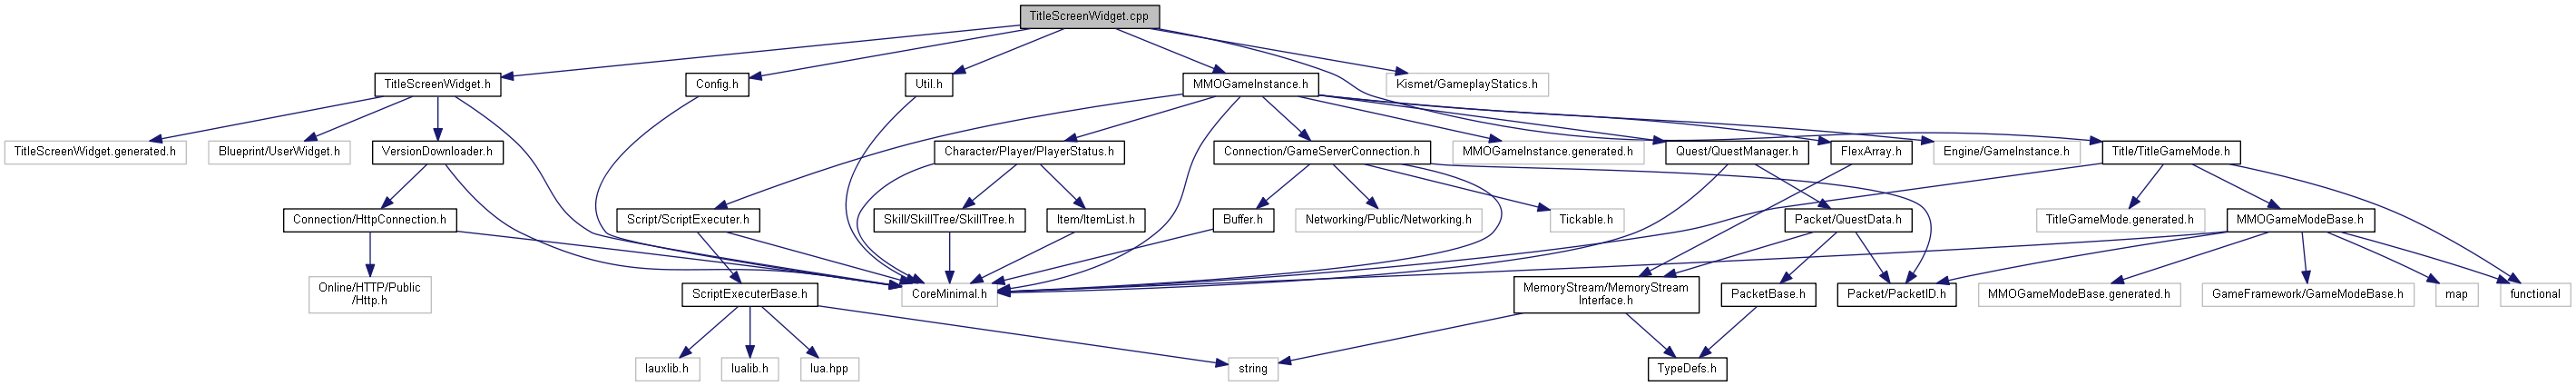 TitleScreenWidget.cpp
TitleScreenWidget.h
Config.h
Util.h
MMOGameInstance.h
Kismet/GameplayStatics.h
TitleScreenWidget.generated.h
Blueprint/UserWidget.h
VersionDownloader.h
Character/Player/PlayerStatus.h
Connection/GameServerConnection.h
MMOGameInstance.generated.h
Quest/QuestManager.h
FlexArray.h
Engine/GameInstance.h
Title/TitleGameMode.h
Connection/HttpConnection.h
Script/ScriptExecuter.h
Skill/SkillTree/SkillTree.h
Item/ItemList.h
Buffer.h
Networking/Public/Networking.h
Tickable.h
Packet/QuestData.h
TitleGameMode.generated.h
MMOGameModeBase.h
Online/HTTP/Public
/Http.h
ScriptExecuterBase.h
CoreMinimal.h
MemoryStream/MemoryStream
Interface.h
PacketBase.h
Packet/PacketID.h
MMOGameModeBase.generated.h
GameFramework/GameModeBase.h
map
functional
lauxlib.h
lualib.h
lua.hpp
string
TypeDefs.h